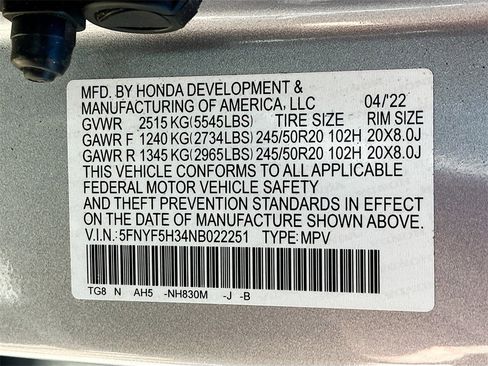 MFD. BY HONDA DEVELOPMENT &
MANUFACTURING OF AMERICA, LLC 04/'22
GVWR 2515 KG(5545LBS) TIRE SIZE RIM SIZE
GAWR F 1240 KG(2734LBS) 245/50R20 102H 20X8.0J
GAWR R 1345 KG(2965LBS) 245/50R20 102H 20X8.0J
THIS VEHICLE CONFORMS TO ALL APPLICABLE
FEDERAL MOTOR VEHICLE SAFETY
AND THEFT PREVENTION STANDARDS IN EFFECT
ON THE DATE OF MANUFACTURE SHOWN ABOVE.
V.I.N.: 5FNYF5H34NB022251 TYPE: MPV
TG8 N AH5 -NH830M -J -B